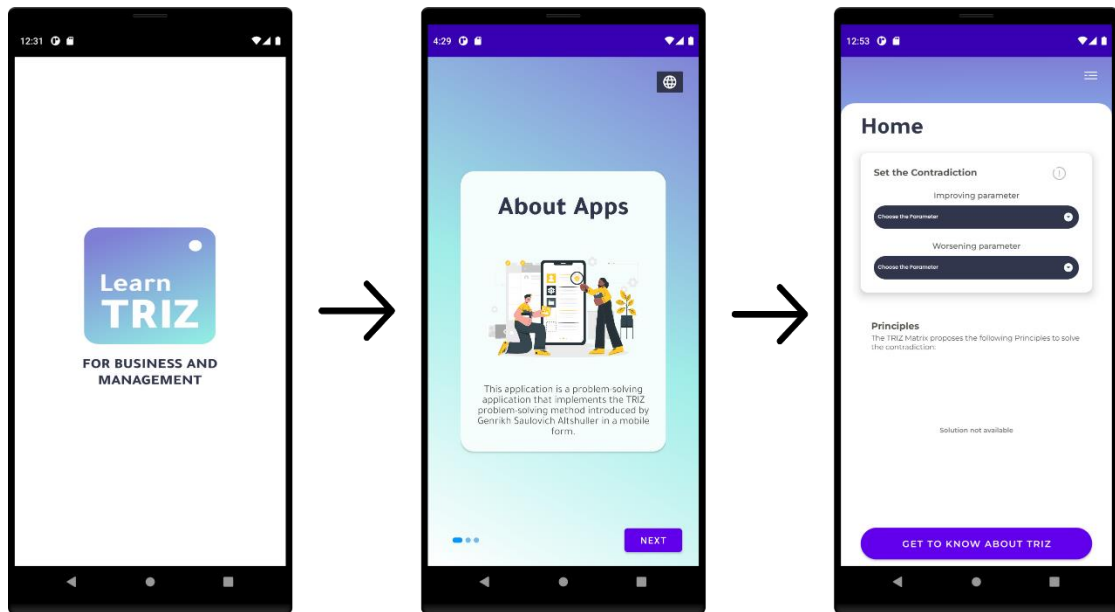 12:31
Learn
TRIZ
FOR BUSINESS AND
MANAGEMENT
4:29
About Apps
This application is a problem-solving
application that implements the TRIZ
problem-solving method introduced by
Genrikh Saulovich Altshuller in a mobile
form.
NEXT
12:53
Home
Set the Contradiction
Improving parameter
Choose the Parameter
Worsening parameter
Choose the Parameter
Principles
The TRIZ Matrix proposes the following Principles to solve
the contradiction:
Solution not available
GET TO KNOW ABOUT TRIZ